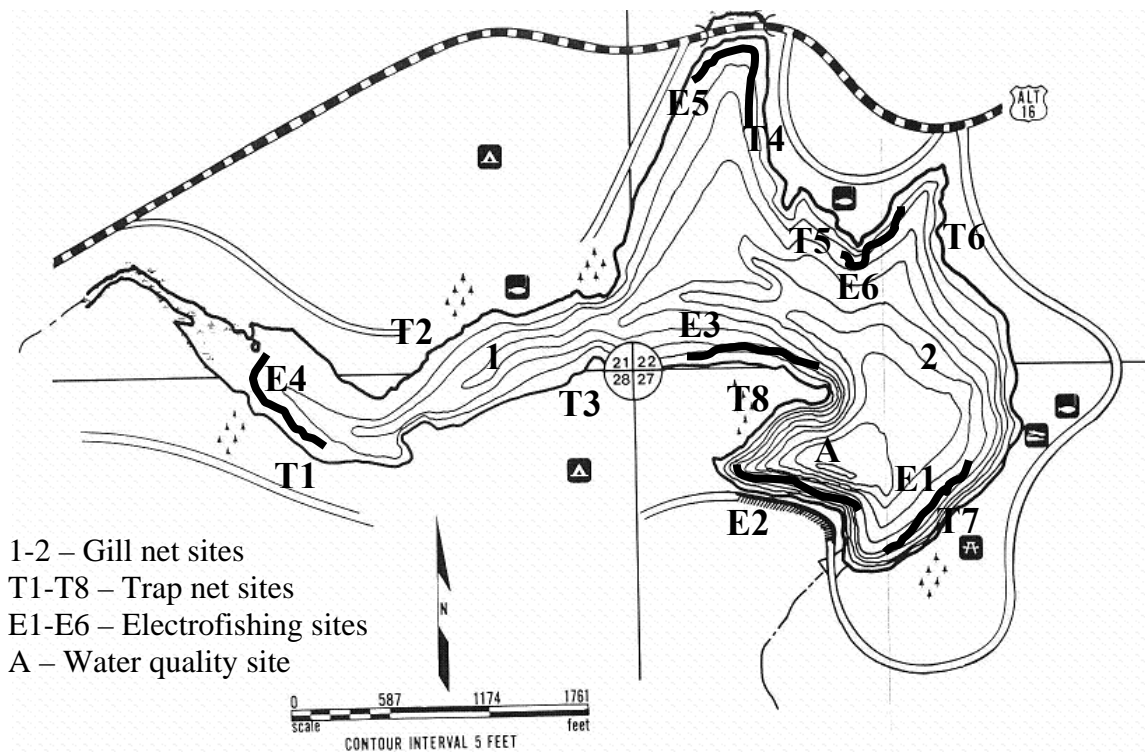 ALT
16
E5
T4
T5
T6
E6
T2
E3
1
2
21 22
28 27
E4
T3
T8
A
E1
T1
E2
T7
1-2 – Gill net sites
T1-T8 – Trap net sites
E1-E6 – Electrofishing sites
A – Water quality site
N
0 587 1174 1761
scale feet
CONTOUR INTERVAL 5 FEET